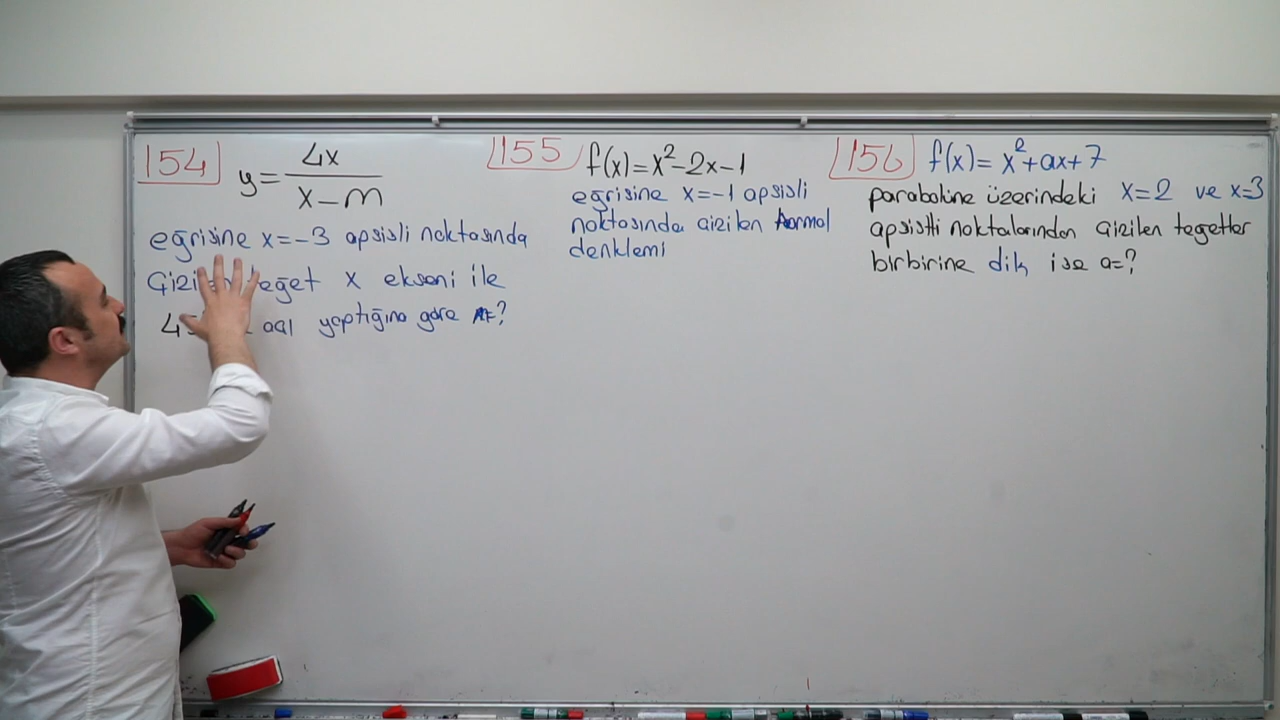 154
y = 4x / x-m
eğrisine x=-3 apsisli noktasında
teğet x ekseni ile
açı yaptığına göre m=?
155
f(x)=x²-2x-1
eğrisine x=-1 apsisli
noktasında çizilen normal
denklemi
156
f(x)= x²+ax+7
parabolüne üzerindeki x=2 ve x=3
apsisli noktalarından çizilen teğetler
birbirine dik ise a=?